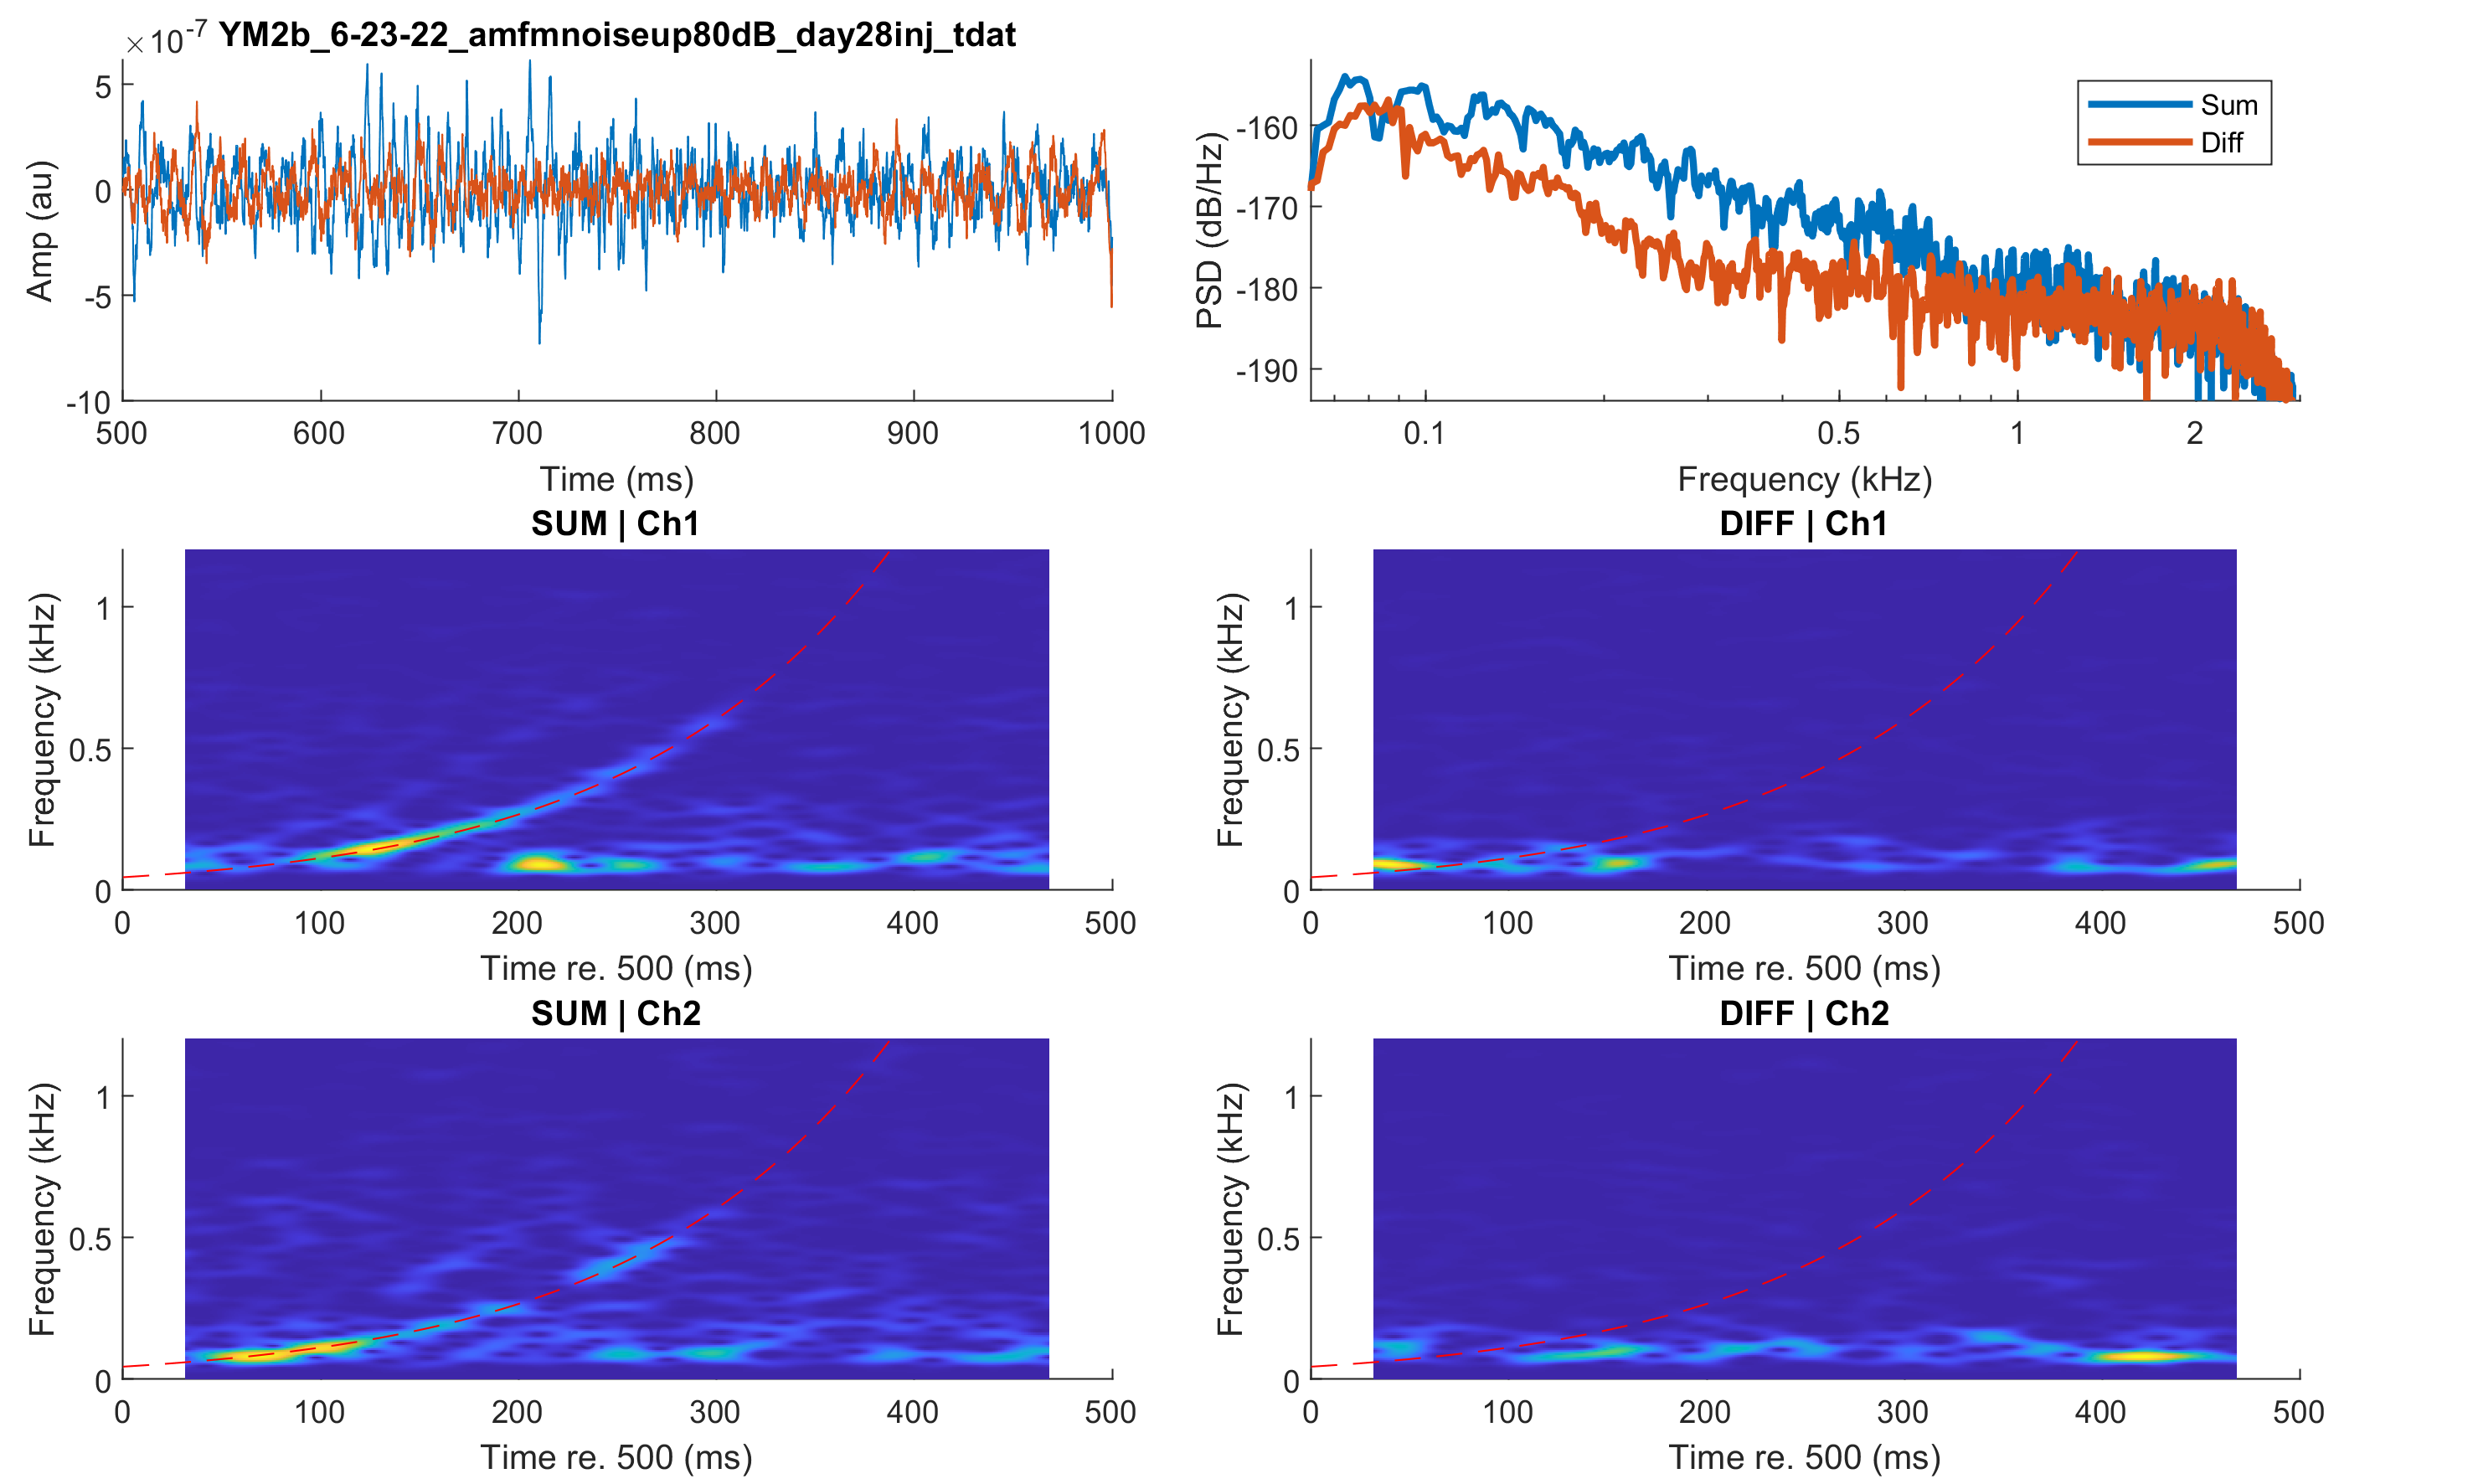 ×10-7 YM2b_6-23-22_amfmnoiseup80dB_day28inj_tdat
5
0
-5
-10
Amp (au)
500 600 700 800 900 1000
Time (ms)
Sum
Diff
-160
-170
-180
-190
PSD (dB/Hz)
0.1 0.5 1 2
Frequency (kHz)
SUM | Ch1
1
0.5
0
Frequency (kHz)
0 100 200 300 400 500
Time re. 500 (ms)
DIFF | Ch1
1
0.5
0
Frequency (kHz)
0 100 200 300 400 500
Time re. 500 (ms)
SUM | Ch2
1
0.5
0
Frequency (kHz)
0 100 200 300 400 500
Time re. 500 (ms)
DIFF | Ch2
1
0.5
0
Frequency (kHz)
0 100 200 300 400 500
Time re. 500 (ms)